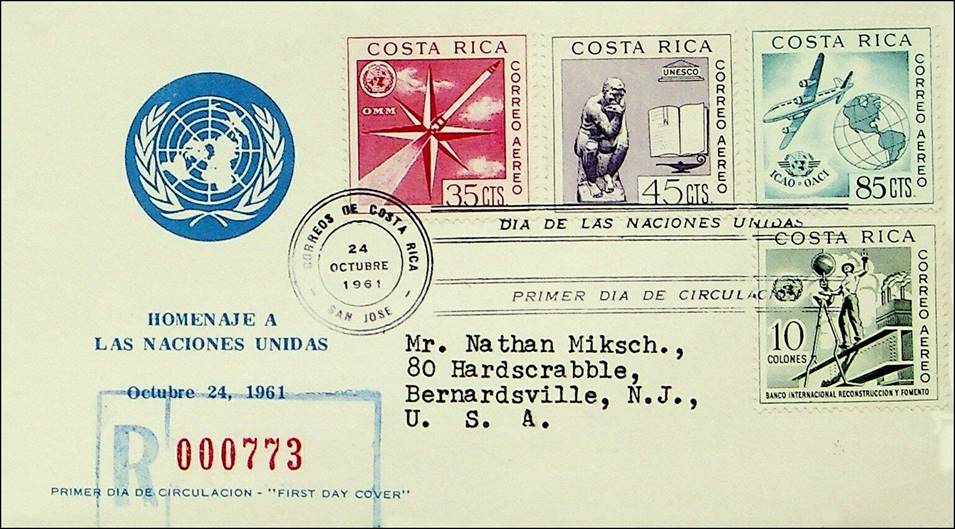 COSTA RICA
CORREO AEREO
OMM
35 CTS.
COSTA RICA
CORREO AEREO
UNESCO
45 CTS.
COSTA RICA
CORREO AEREO
ICAO · OACI
85 CTS.
CORREOS DE COSTA RICA
24
OCTUBRE
1961
- SAN JOSE -
DIA DE LAS NACIONES UNIDAS
PRIMER DIA DE CIRCULACION
COSTA RICA
CORREO AEREO
10
COLONES
BANCO INTERNACIONAL RECONSTRUCCION Y FOMENTO
HOMENAJE A
LAS NACIONES UNIDAS
Octubre 24, 1961
Mr. Nathan Miksch.,
80 Hardscrabble,
Bernardsville, N.J.,
U. S. A.
R 000773
PRIMER DIA DE CIRCULACION - "FIRST DAY COVER"